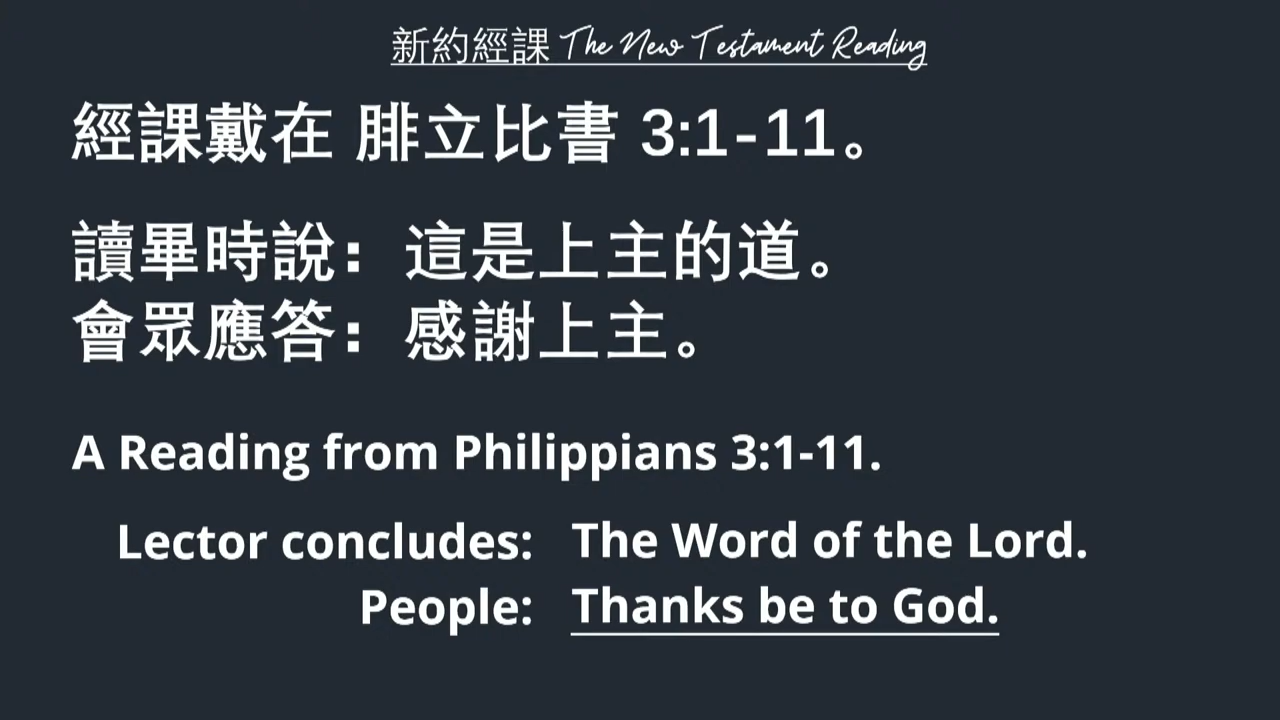 新約經課 The New Testament Reading
經課戴在 腓立比書 3:1-11。
讀畢時說：這是上主的道。
會眾應答：感謝上主。
A Reading from Philippians 3:1-11.
Lector concludes: The Word of the Lord.
People: Thanks be to God.